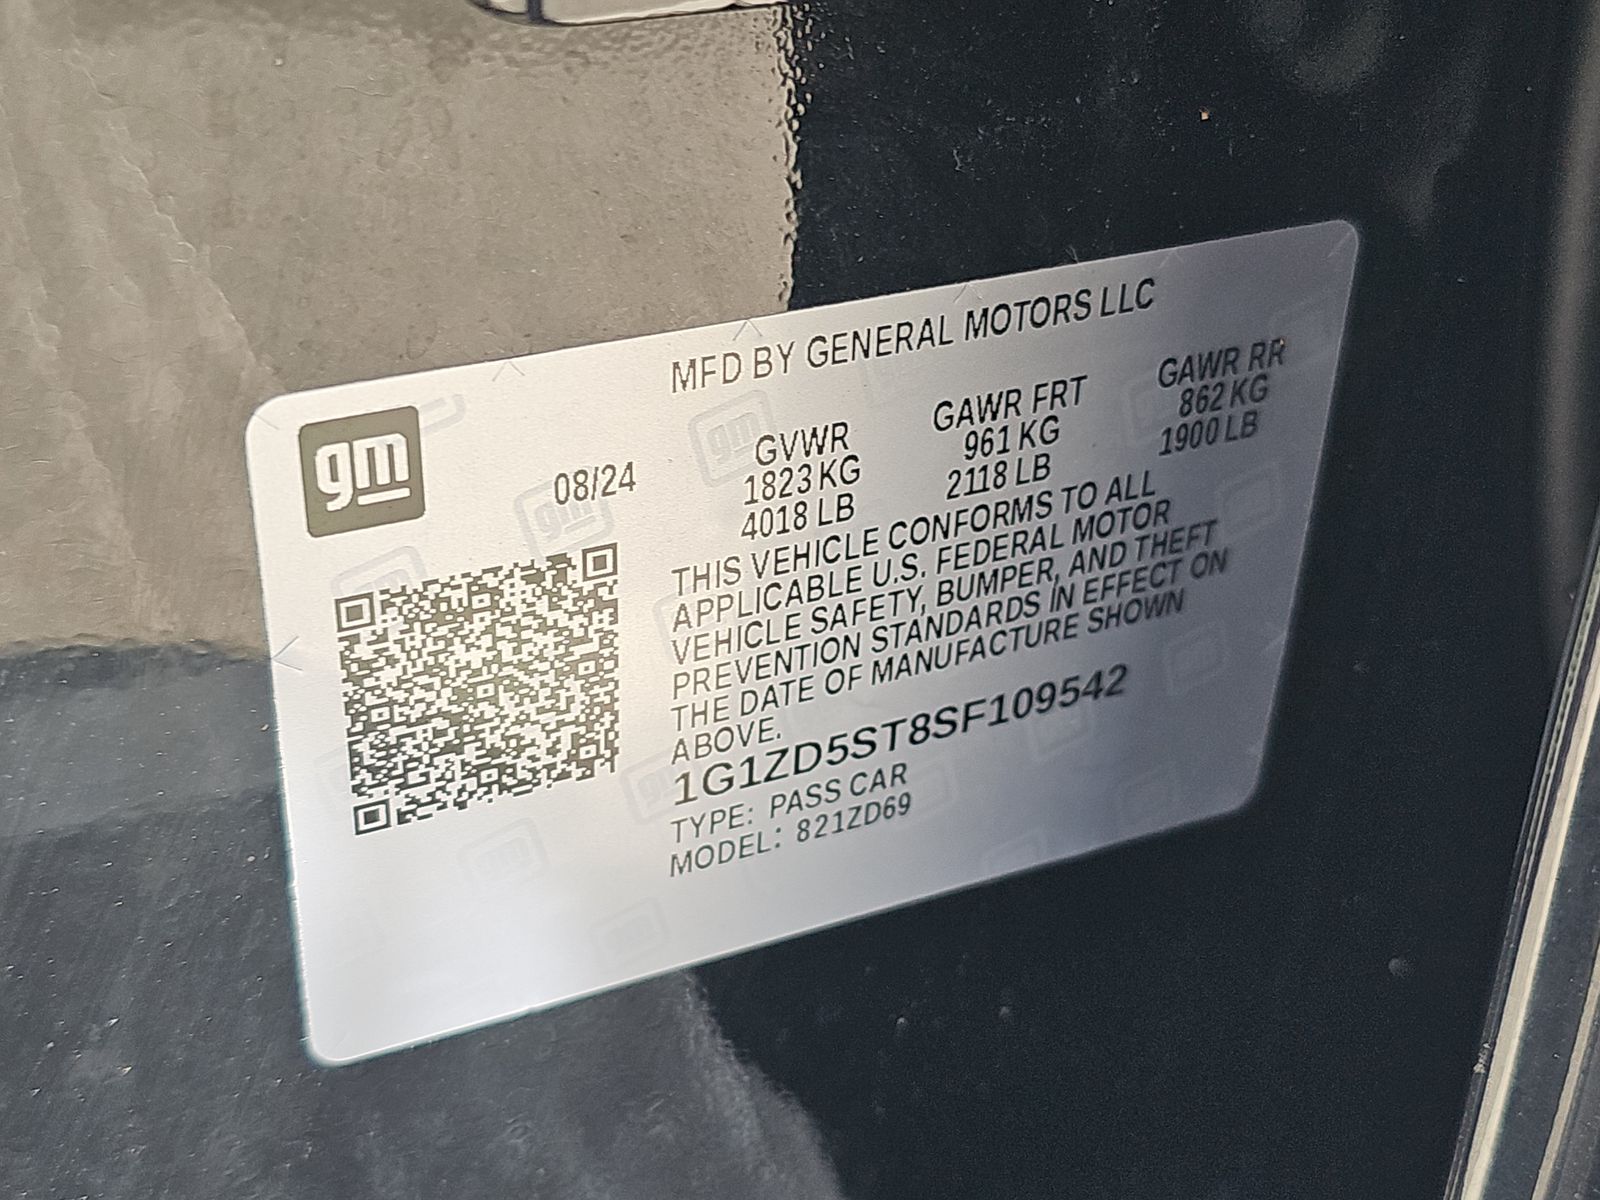 MFD BY GENERAL MOTORS LLC
gm
08/24
GVWR
1823 KG
4018 LB
GAWR FRT
961 KG
2118 LB
GAWR RR
862 KG
1900 LB
THIS VEHICLE CONFORMS TO ALL
APPLICABLE U.S. FEDERAL MOTOR
VEHICLE SAFETY, BUMPER, AND THEFT
PREVENTION STANDARDS IN EFFECT ON
THE DATE OF MANUFACTURE SHOWN
ABOVE.
1G1ZD5ST8SF109542
TYPE: PASS CAR
MODEL: 821ZD69